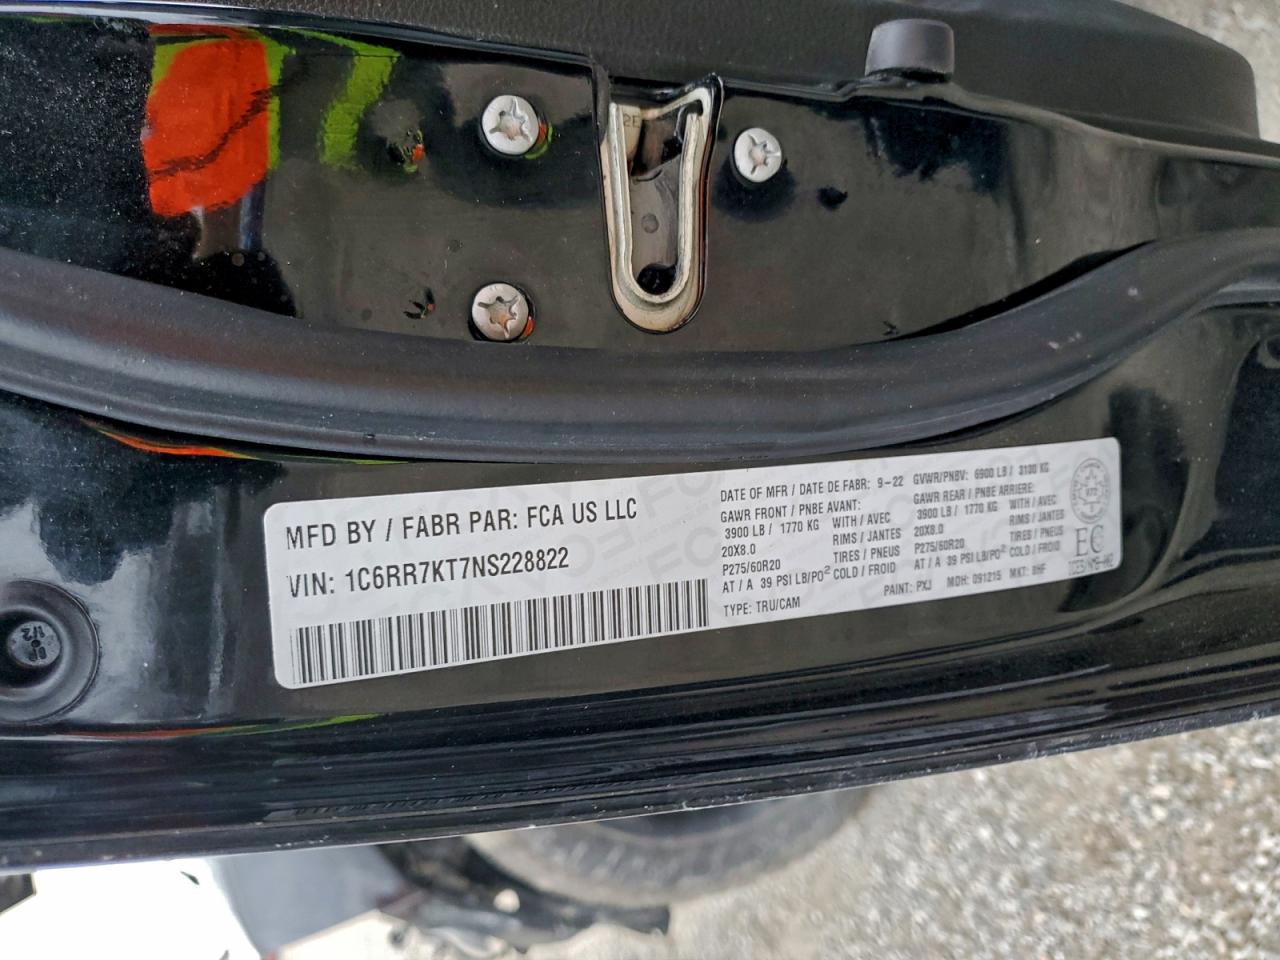 MFD BY / FABR PAR: FCA US LLC
VIN: 1C6RR7KT7NS228822
DATE OF MFR / DATE DE FABR: 9-22 GVWR/PNBV: 6900 LB / 3130 KG
GAWR FRONT / PNBE AVANT: GAWR REAR / PNBE ARRIERE:
3900 LB / 1770 KG WITH / AVEC 3900 LB / 1770 KG WITH / AVEC
20X8.0 RIMS / JANTES 20X8.0 RIMS / JANTES
P275/60R20 TIRES / PNEUS P275/60R20 TIRES / PNEUS
AT / A 39 PSI LB/PO² COLD / FROID AT / A 39 PSI LB/PO² COLD / FROID
TYPE: TRU/CAM PAINT: PXJ MDH: 091215 MKT: BHF
EC